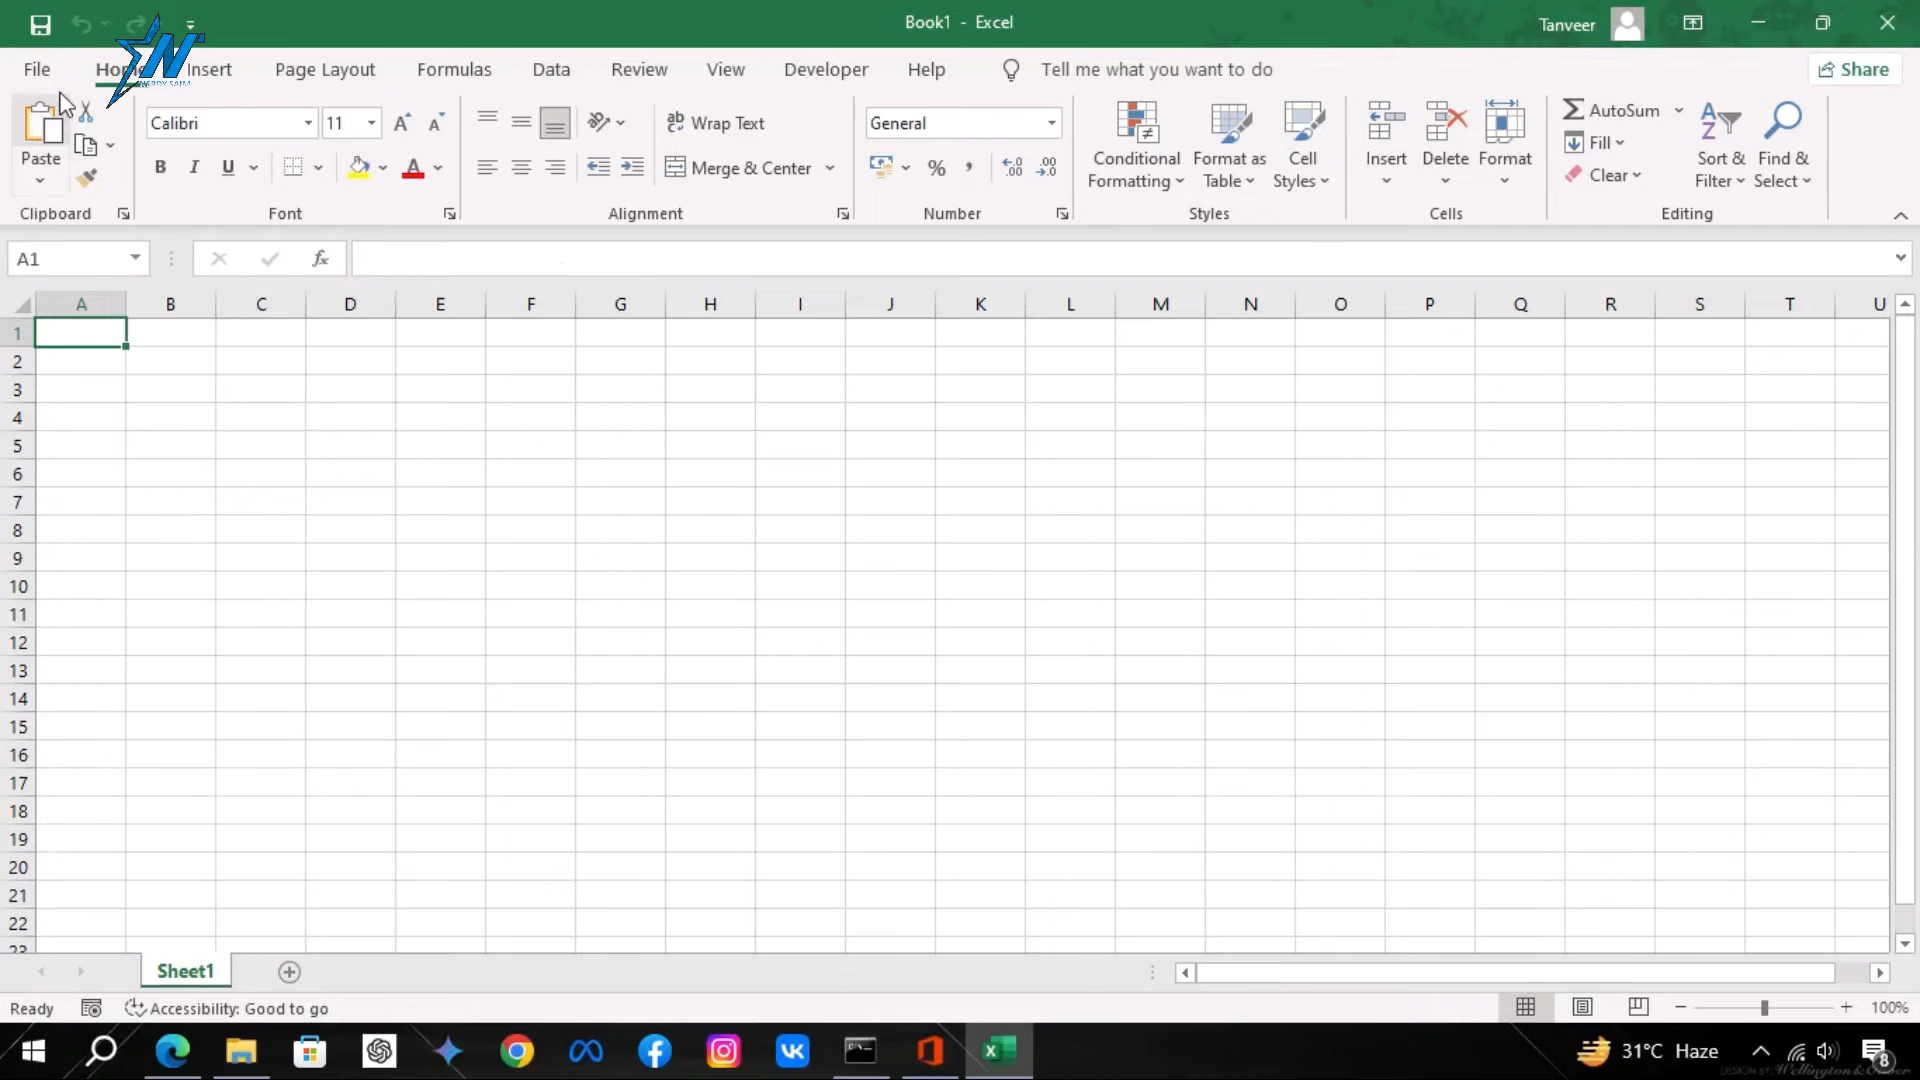 Book1 - Excel
Tanveer
File Home Insert Page Layout Formulas Data Review View Developer Help Tell me what you want to do Share
N
Paste
Calibri 11
B I U
Wrap Text
Merge & Center
General
% ,
Conditional Formatting
Format as Table
Cell Styles
Insert
Delete
Format
AutoSum
Fill
Clear
Sort & Filter
Find & Select
Clipboard Font Alignment Number Styles Cells Editing
A1 fx
A B C D E F G H I J K L M N O P Q R S T U
1
2
3
4
5
6
7
8
9
10
11
12
13
14
15
16
17
18
19
20
21
22
23
Sheet1
Ready Accessibility: Good to go 100%
31°C Haze 8